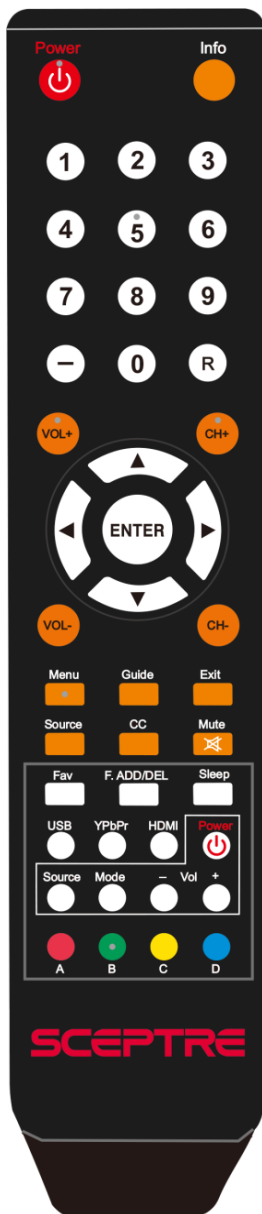 Power Info
1 2 3
4 5 6
7 8 9
– 0 R
VOL+ CH+
ENTER
VOL- CH-
Menu Guide Exit
Source CC Mute
Fav F. ADD/DEL Sleep
USB YPbPr HDMI Power
Source Mode – Vol +
A B C D
SCEPTRE